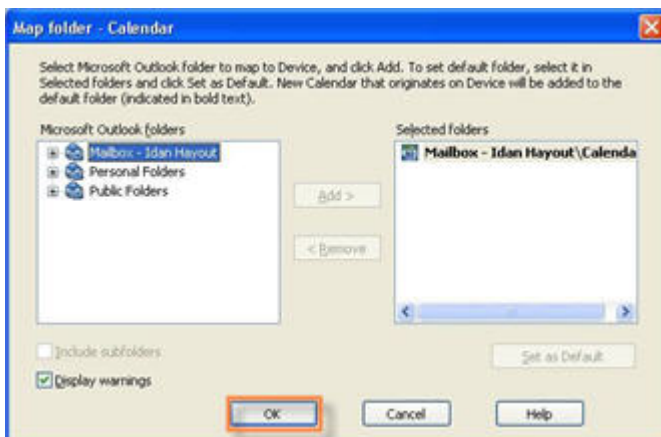 Map folder - Calendar
Select Microsoft Outlook folder to map to Device, and click Add. To set default folder, select it in
Selected folders and click Set as Default. New Calendar that originates on Device will be added to the
default folder (indicated in bold text).
Microsoft Outlook folders
Mailbox - Idan Hayout
Personal Folders
Public Folders
Add >
< Remove
Selected folders
Mailbox - Idan Hayout\Calenda
Include subfolders
Set as Default
Display warnings
OK
Cancel
Help